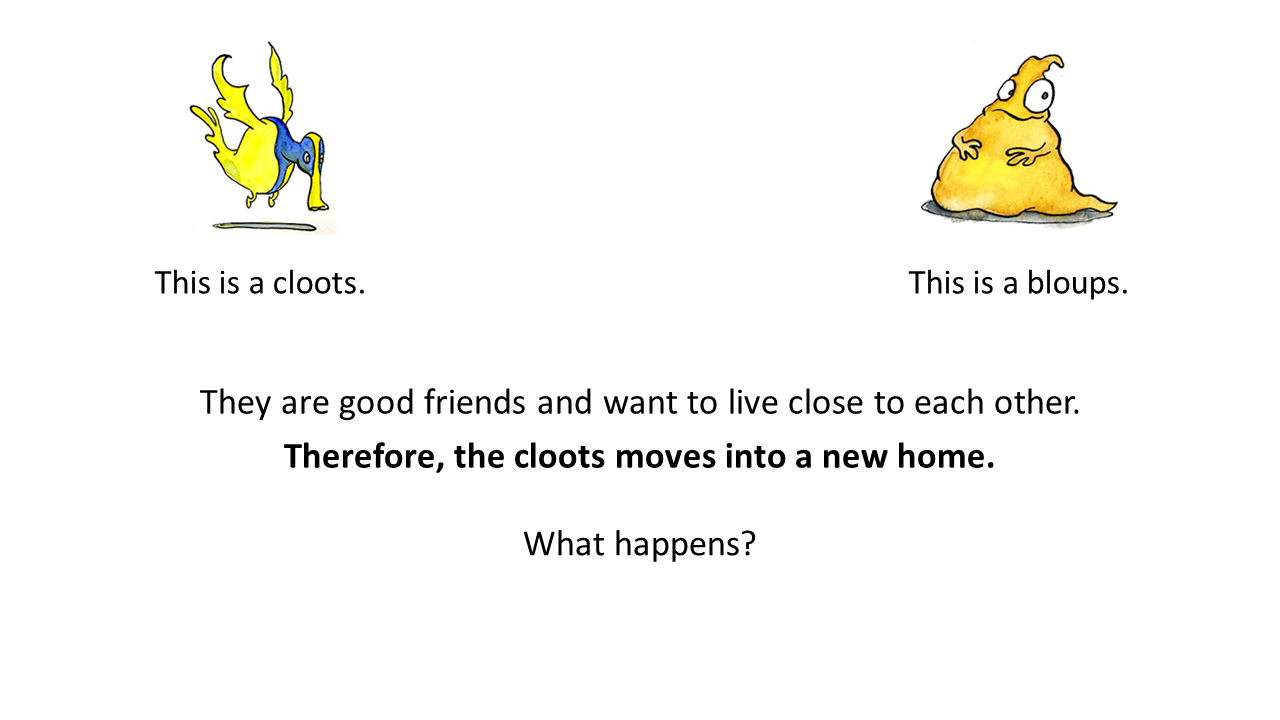 This is a cloots.
This is a bloups.
They are good friends and want to live close to each other.
Therefore, the cloots moves into a new home.
What happens?